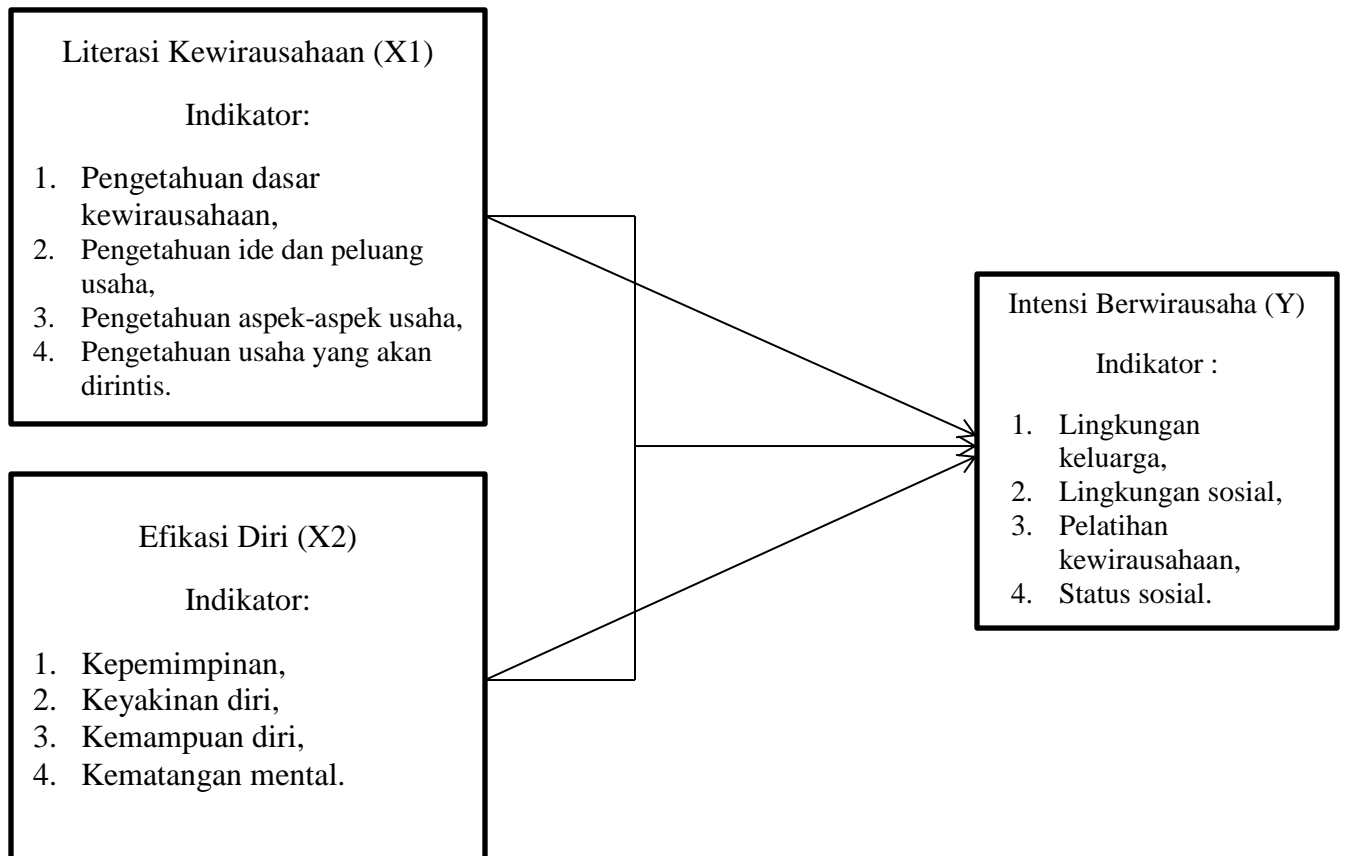 Literasi Kewirausahaan (X1)
Indikator:
1. Pengetahuan dasar
kewirausahaan,
2. Pengetahuan ide dan peluang
usaha,
3. Pengetahuan aspek-aspek usaha,
4. Pengetahuan usaha yang akan
dirintis.
Efikasi Diri (X2)
Indikator:
1. Kepemimpinan,
2. Keyakinan diri,
3. Kemampuan diri,
4. Kematangan mental.
Intensi Berwirausaha (Y)
Indikator :
1. Lingkungan
keluarga,
2. Lingkungan sosial,
3. Pelatihan
kewirausahaan,
4. Status sosial.